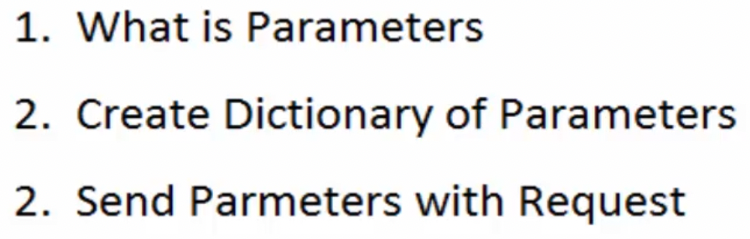 1. What is Parameters
2. Create Dictionary of Parameters
2. Send Parmeters with Request